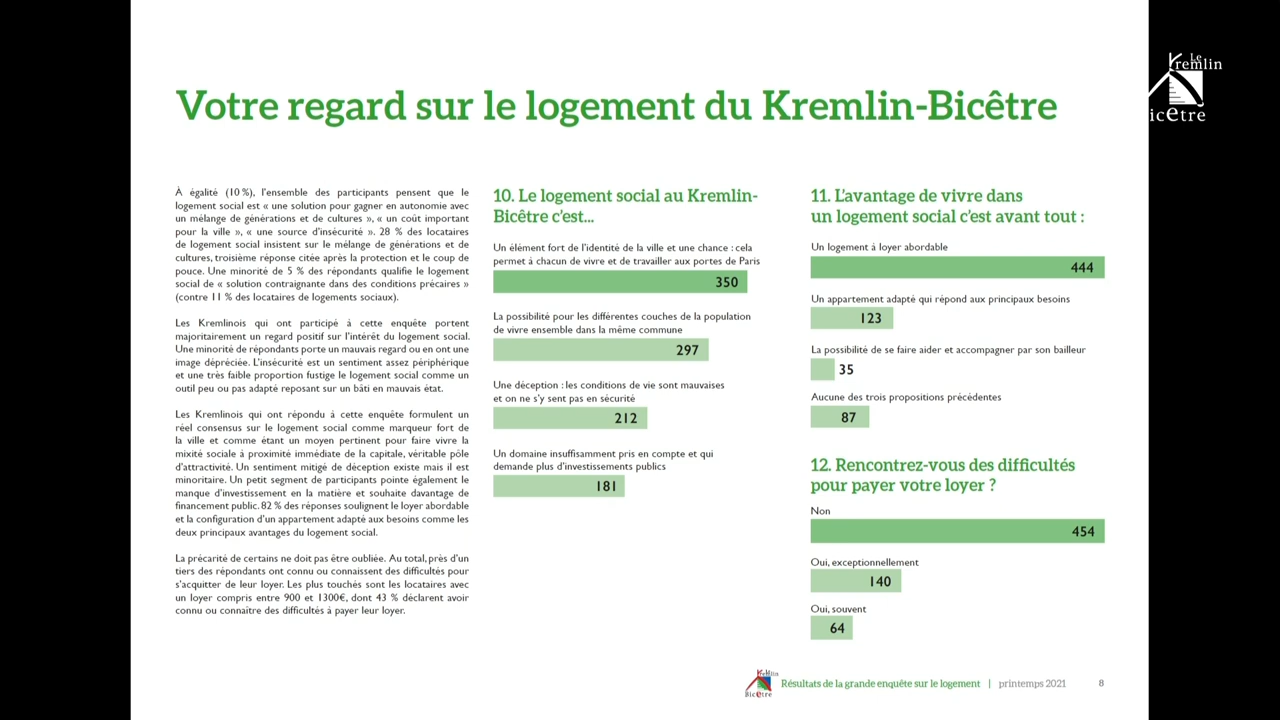 Le
Kremlin
Bicetre
Votre regard sur le logement du Kremlin-Bicêtre
À égalité (10 %), l'ensemble des participants pensent que le
logement social est « une solution pour gagner en autonomie avec
un mélange de générations et de cultures », « un coût important
pour la ville », « une source d'insécurité ». 28 % des locataires
de logement social insistent sur le mélange de générations et de
cultures, troisième réponse citée après la protection et le coup de
pouce. Une minorité de 5 % des répondants qualifie le logement
social de « solution contraignante dans des conditions précaires »
(contre 11 % des locataires de logements sociaux).
Les Kremlinois qui ont participé à cette enquête portent
majoritairement un regard positif sur l'intérêt du logement social.
Une minorité de répondants porte un mauvais regard ou en ont une
image dépréciée. L'insécurité est un sentiment assez périphérique
et une très faible proportion fustige le logement social comme un
outil peu ou pas adapté reposant sur un bâti en mauvais état.
Les Kremlinois qui ont répondu à cette enquête formulent un
réel consensus sur le logement social comme marqueur fort de
la ville et comme étant un moyen pertinent pour faire vivre la
mixité sociale à proximité immédiate de la capitale, véritable pôle
d'attractivité. Un sentiment mitigé de déception existe mais il est
minoritaire. Un petit segment de participants pointe également le
manque d'investissement en la matière et souhaite davantage de
financement public. 82 % des réponses soulignent le loyer abordable
et la configuration d'un appartement adapté aux besoins comme les
deux principaux avantages du logement social.
La précarité de certains ne doit pas être oubliée. Au total, près d'un
tiers des répondants ont connu ou connaissent des difficultés pour
s'acquitter de leur loyer. Les plus touchés sont les locataires avec
un loyer compris entre 900 et 1300€, dont 43 % déclarent avoir
connu ou connaître des difficultés à payer leur loyer.
10. Le logement social au Kremlin-
Bicêtre c'est...
Un élément fort de l'identité de la ville et une chance : cela
permet à chacun de vivre et de travailler aux portes de Paris
350
La possibilité pour les différentes couches de la population
de vivre ensemble dans la même commune
297
Une déception : les conditions de vie sont mauvaises
et on ne s'y sent pas en sécurité
212
Un domaine insuffisamment pris en compte et qui
demande plus d'investissements publics
181
11. L'avantage de vivre dans
un logement social c'est avant tout :
Un logement à loyer abordable
444
Un appartement adapté qui répond aux principaux besoins
123
La possibilité de se faire aider et accompagner par son bailleur
35
Aucune des trois propositions précédentes
87
12. Rencontrez-vous des difficultés
pour payer votre loyer ?
Non
454
Oui, exceptionnellement
140
Oui, souvent
64
Le Kremlin
Bicetre
Résultats de la grande enquête sur le logement | printemps 2021 8